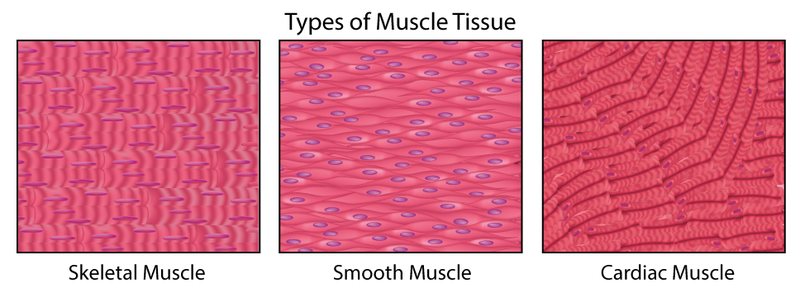 Types of Muscle Tissue
Skeletal Muscle
Smooth Muscle
Cardiac Muscle